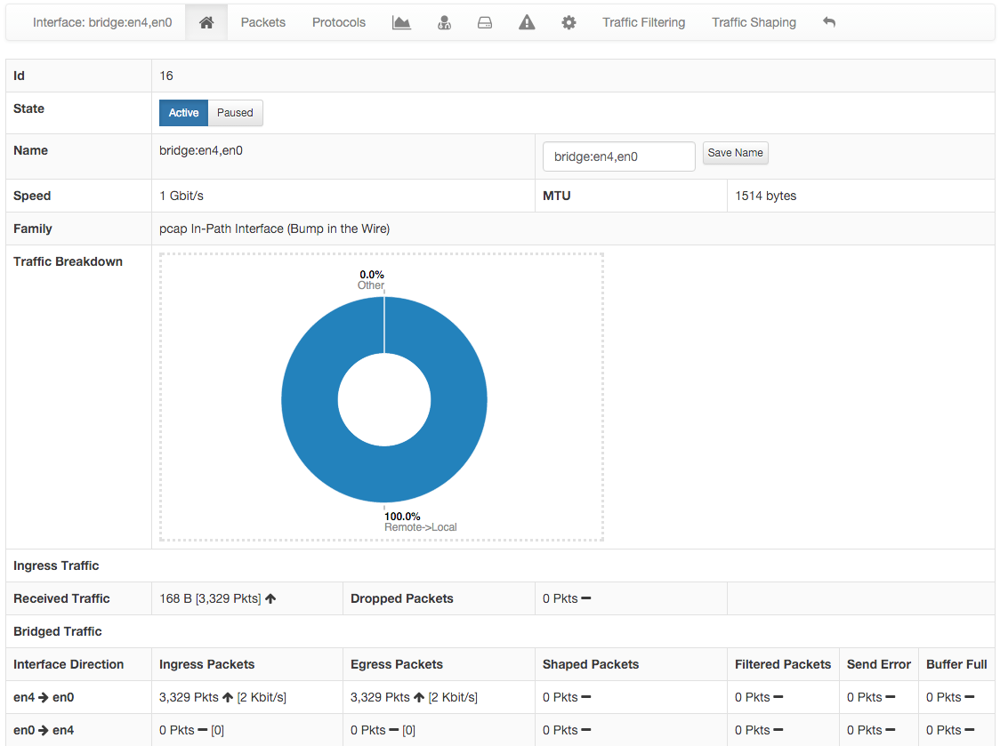 Interface: bridge:en4,en0 Packets Protocols Traffic Filtering Traffic Shaping
Id 16
State Active Paused
Name bridge:en4,en0 bridge:en4,en0 Save Name
Speed 1 Gbit/s MTU 1514 bytes
Family pcap In-Path Interface (Bump in the Wire)
Traffic Breakdown
0.0%
Other
100.0%
Remote->Local
Ingress Traffic
Received Traffic 168 B [3,329 Pkts] Dropped Packets 0 Pkts
Bridged Traffic
Interface Direction Ingress Packets Egress Packets Shaped Packets Filtered Packets Send Error Buffer Full
en4 → en0 3,329 Pkts [2 Kbit/s] 3,329 Pkts [2 Kbit/s] 0 Pkts 0 Pkts 0 Pkts 0 Pkts
en0 → en4 0 Pkts [0] 0 Pkts [0] 0 Pkts 0 Pkts 0 Pkts 0 Pkts